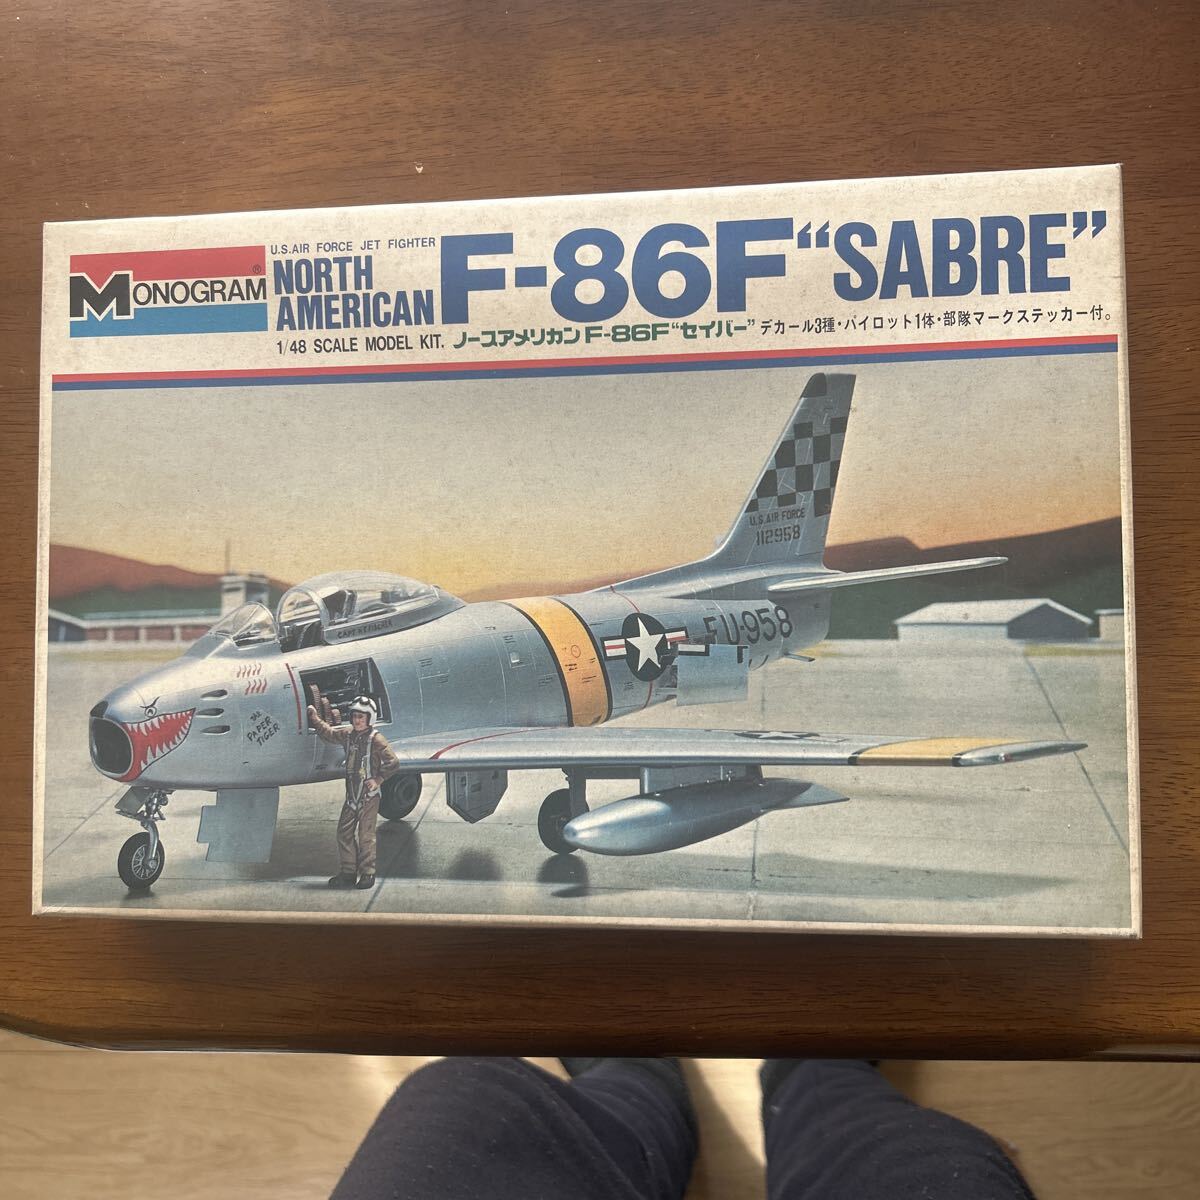 MONOGRAM®
U.S. AIR FORCE JET FIGHTER
NORTH AMERICAN
F-86F "SABRE"
1/48 SCALE MODEL KIT.
ノースアメリカン F-86F "セイバー"
デカール3種・パイロット1体・部隊マークステッカー付。
U.S. AIR FORCE
112958
FU-958
THE PAPER TIGER